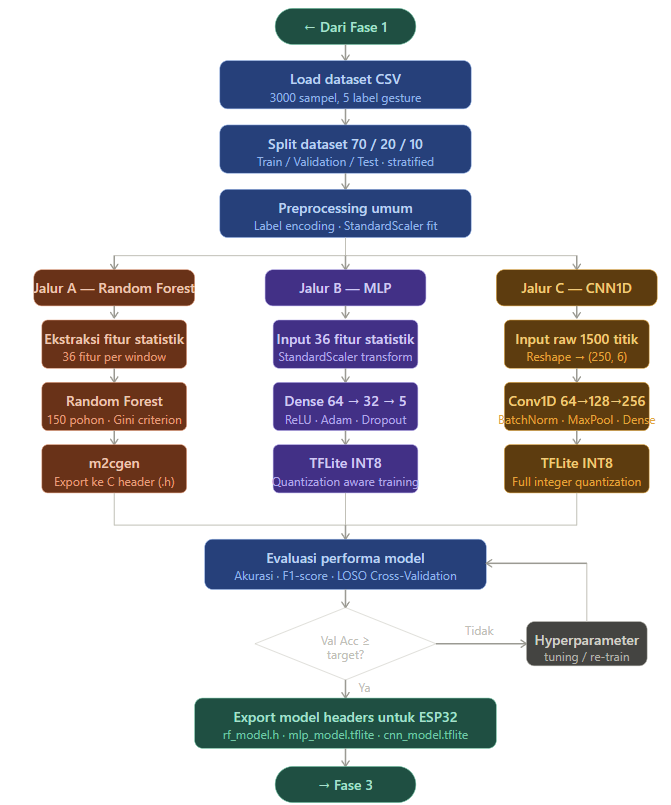 ← Dari Fase 1
Load dataset CSV
3000 sampel, 5 label gesture
Split dataset 70 / 20 / 10
Train / Validation / Test · stratified
Preprocessing umum
Label encoding · StandardScaler fit
Jalur A — Random Forest
Ekstraksi fitur statistik
36 fitur per window
Random Forest
150 pohon · Gini criterion
m2cgen
Export ke C header (.h)
Jalur B — MLP
Input 36 fitur statistik
StandardScaler transform
Dense 64 → 32 → 5
ReLU · Adam · Dropout
TFLite INT8
Quantization aware training
Jalur C — CNN1D
Input raw 1500 titik
Reshape → (250, 6)
Conv1D 64→128→256
BatchNorm · MaxPool · Dense
TFLite INT8
Full integer quantization
Evaluasi performa model
Akurasi · F1-score · LOSO Cross-Validation
Val Acc ≥
target?
Tidak
Hyperparameter
tuning / re-train
Ya
Export model headers untuk ESP32
rf_model.h · mlp_model.tflite · cnn_model.tflite
→ Fase 3